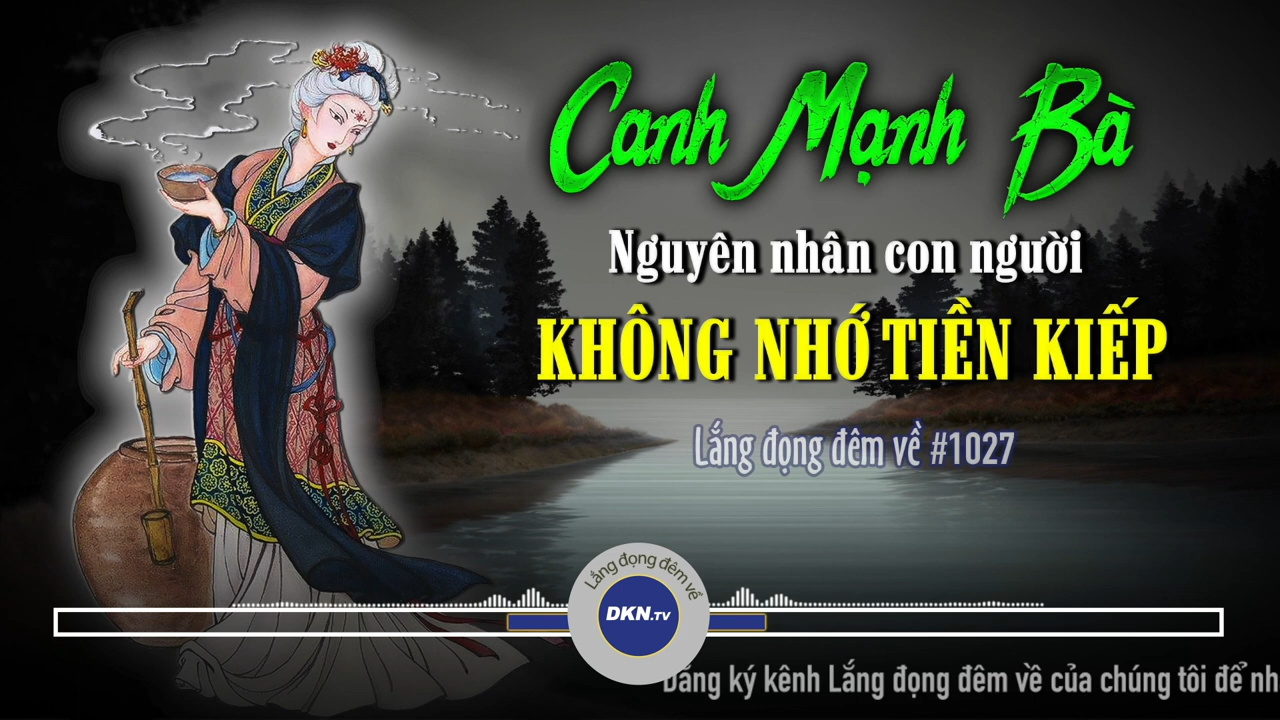 Canh Mạnh Bà
Nguyên nhân con người
KHÔNG NHỚ TIỀN KIẾP
Lắng đọng đêm về #1027
Lắng đọng đêm về
DKN.TV
Đăng ký kênh Lắng đọng đêm về của chúng tôi để nh